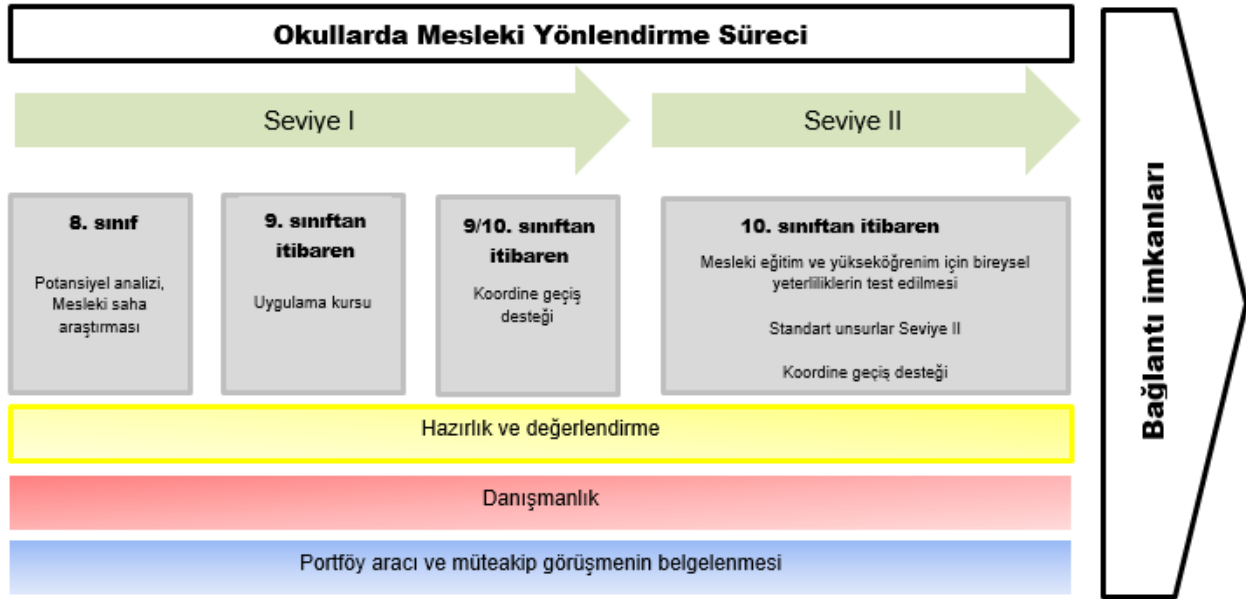 Okullarda Mesleki Yönlendirme Süreci
Seviye I
Seviye II
8. sınıf
Potansiyel analizi,
Mesleki saha
araştırması
9. sınıftan
itibaren
Uygulama kursu
9/10. sınıftan
itibaren
Koordine geçiş
desteği
10. sınıftan itibaren
Mesleki eğitim ve yükseköğrenim için bireysel
yeterliliklerin test edilmesi
Standart unsurlar Seviye II
Koordine geçiş desteği
Hazırlık ve değerlendirme
Danışmanlık
Portföy aracı ve müteakip görüşmenin belgelenmesi
Bağlantı imkanları